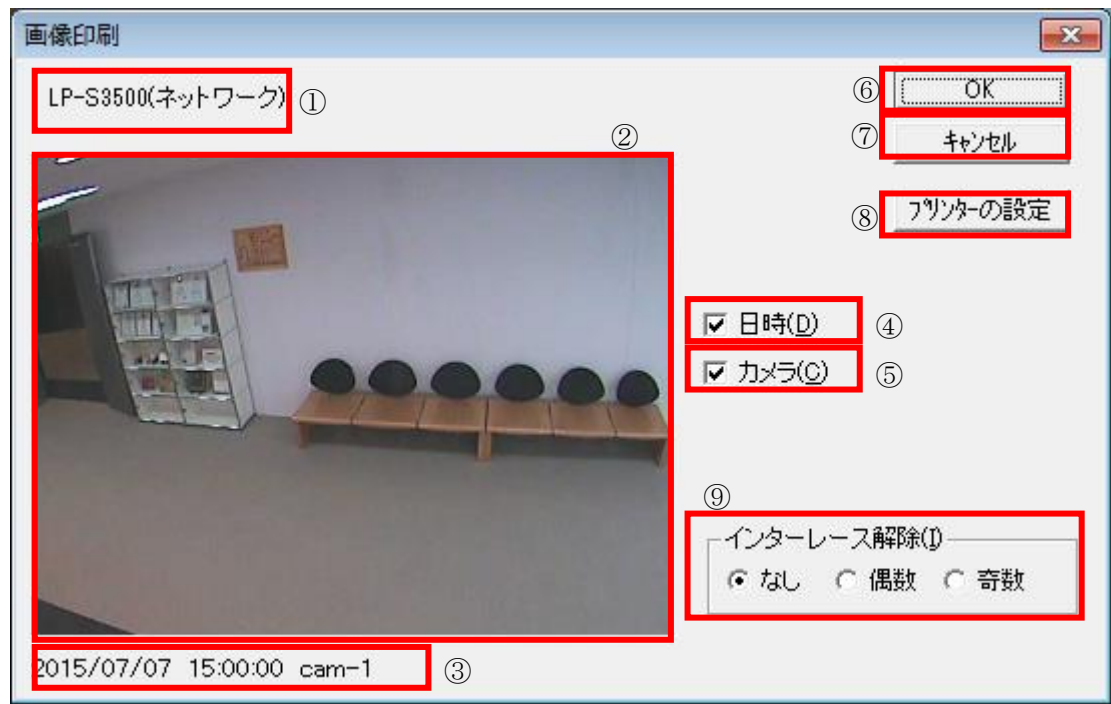 画像印刷
LP-S3500(ネットワーク) ①
⑥ OK
②
⑦ キャンセル
⑧ プリンターの設定
日時(D) ④
カメラ(C) ⑤
⑨
インターレース解除(I)
なし 偶数 奇数
2015/07/07 15:00:00 cam-1 ③